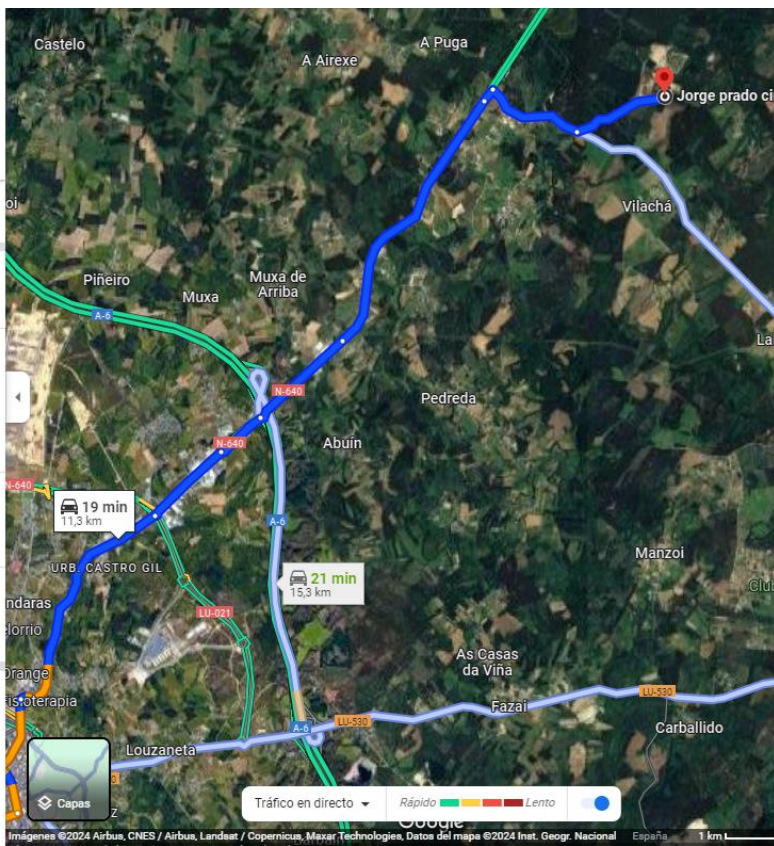 Castelo
A Puga
A Airexe
Jorge prado ci
oi
Vilachá
Piñeiro
Muxa
Muxa de
Arriba
A-6
La
N-640
Pedreda
N-640
Abuín
N-640
19 min
11,3 km
A-6
URB. CASTRO GIL
21 min
15,3 km
Manzoi
Club
ndaras
LU-021
elorrio
As Casas
da Viña
Orange
LU-530
Fisioterapia
Fazai
LU-530
A-6
Carballido
Louzaneta
Capas
z
Tráfico en directo
Rápido
Lento
Google
Imágenes ©2024 Airbus, CNES / Airbus, Landsat / Copernicus, Maxar Technologies, Datos del mapa ©2024 Inst. Geogr. Nacional España 1 km